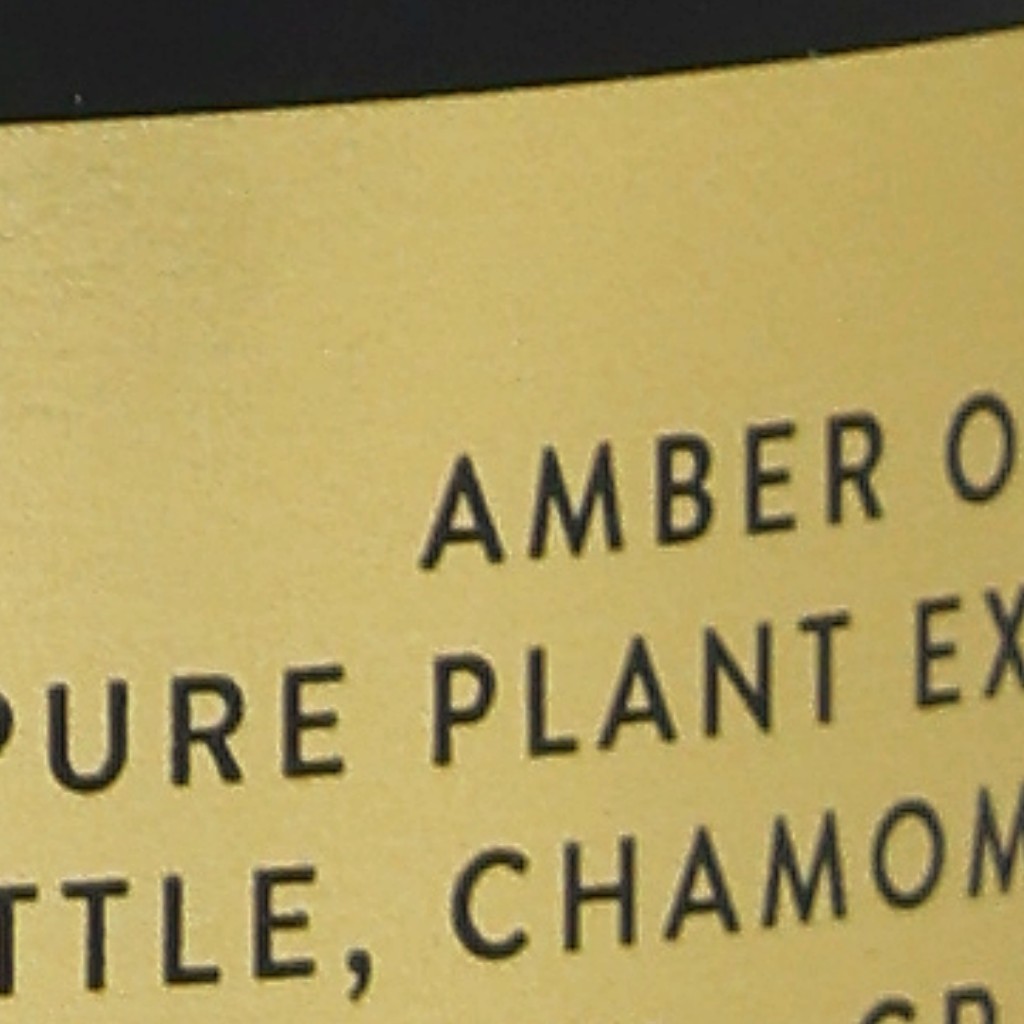 AMBER O
PURE PLANT EX
TTLE, CHAMOM